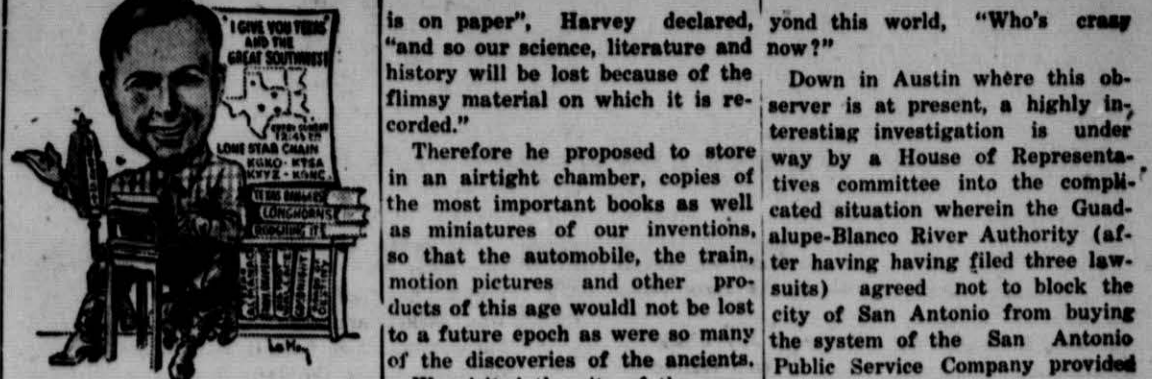 "I GIVE YOU TEXAS"
AND THE
GREAT SOUTHWEST
EVERY SUNDAY
12:45 PM
LONE STAR CHAIN
KGKO - KTSA
KXYZ - KGNC
TEXAS RANGERS
LONGHORNS
is on paper", Harvey declared,
"and so our science, literature and
history will be lost because of the
flimsy material on which it is re-
corded."
Therefore he proposed to store
in an airtight chamber, copies of
the most important books as well
as miniatures of our inventions,
so that the automobile, the train,
motion pictures and other pro-
ducts of this age wouldl not be lost
to a future epoch as were so many
of the discoveries of the ancients.
yond this world, "Who's crazy
now?"
Down in Austin where this ob-
server is at present, a highly in-
teresting investigation is under
way by a House of Representa-
tives committee into the compli-
cated situation wherein the Guad-
alupe-Blanco River Authority (af-
ter having having filed three law-
suits) agreed not to block the
city of San Antonio from buying
the system of the San Antonio
Public Service Company provided